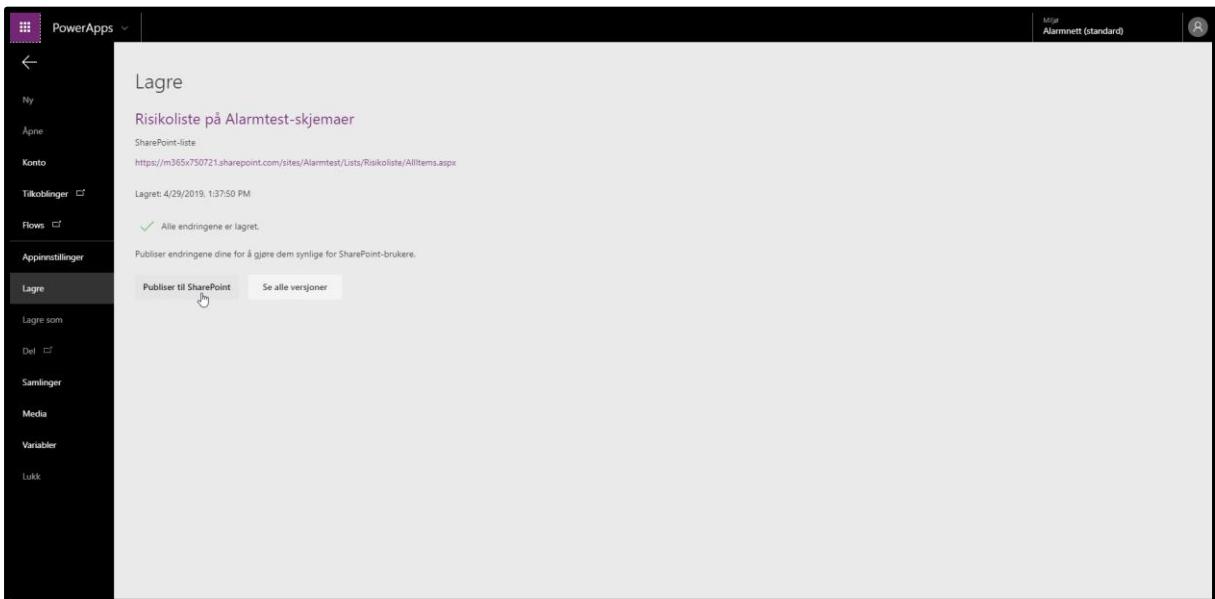 PowerApps
Miljø
Alarmnett (standard)
Ny
Åpne
Konto
Tilkoblinger
Flows
Appinnstillinger
Lagre
Lagre som
Del
Samlinger
Media
Variabler
Lukk
Lagre
Risikoliste på Alarmtest-skjemaer
SharePoint-liste
https://m365x750721.sharepoint.com/sites/Alarmtest/Lists/Risikoliste/AllItems.aspx
Lagret: 4/29/2019, 1:37:50 PM
Alle endringene er lagret.
Publiser endringene dine for å gjøre dem synlige for SharePoint-brukere.
Publiser til SharePoint Se alle versjoner